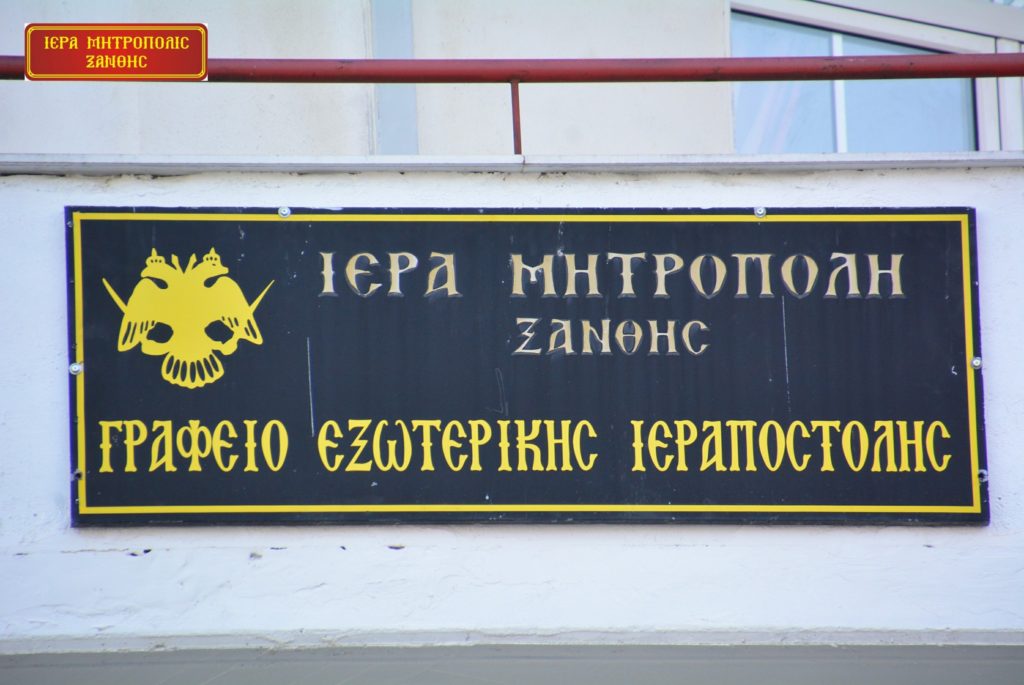 ΙΕΡΑ ΜΗΤΡΟΠΟΛΙΣ
ΞΑΝΘΗΣ
ΙΕΡΑ ΜΗΤΡΟΠΟΛΗ
ΞΑΝΘΗΣ
ΓΡΑΦΕΙΟ ΕΞΩΤΕΡΙΚΗΣ ΙΕΡΑΠΟΣΤΟΛΗΣ